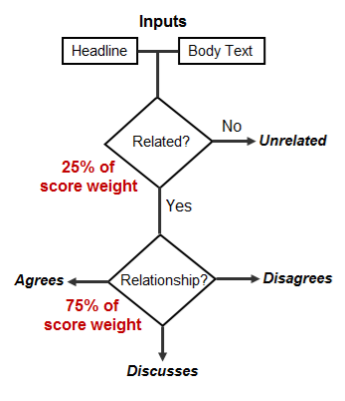 Inputs
Headline
Body Text
Related?
No
Unrelated
25% of
score weight
Yes
Agrees
Relationship?
Disagrees
75% of
score weight
Discusses